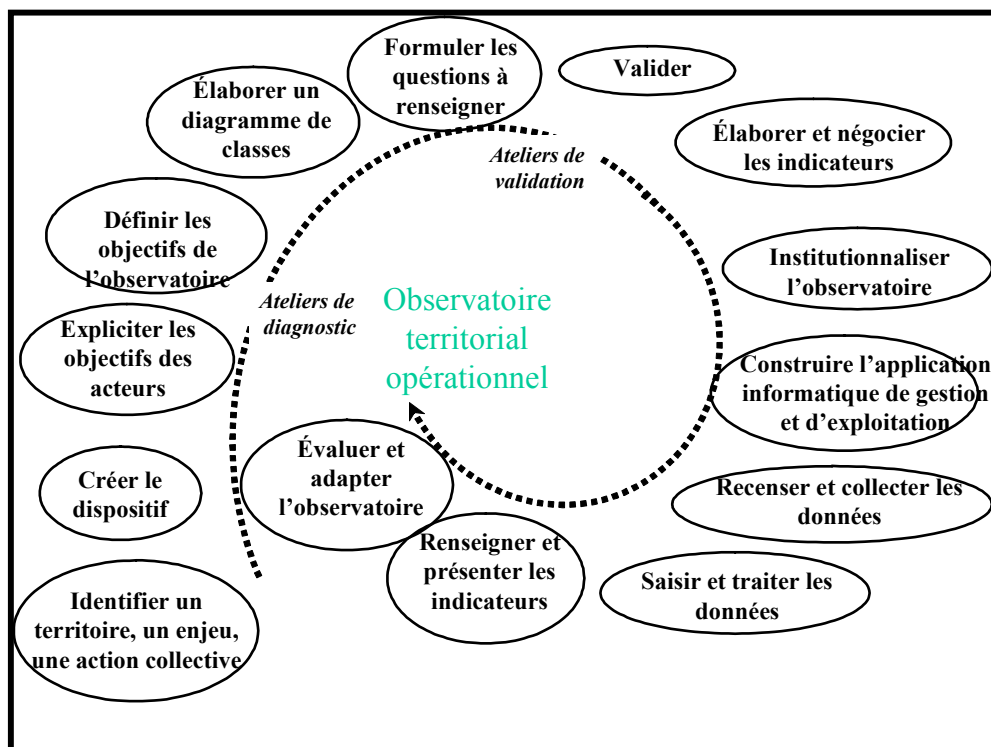 Formuler les
questions à
renseigner
Valider
Élaborer un
diagramme de
classes
Élaborer et négocier
les indicateurs
Ateliers de
validation
Définir les
objectifs de
l’observatoire
Institutionnaliser
l’observatoire
Ateliers de
diagnostic
Observatoire
territorial
opérationnel
Expliciter les
objectifs des
acteurs
Construire l’application
informatique de gestion
et d’exploitation
Évaluer et
adapter
l’observatoire
Créer le
dispositif
Recenser et collecter les
données
Renseigner et
présenter les
indicateurs
Saisir et traiter les
données
Identifier un
territoire, un enjeu,
une action collective